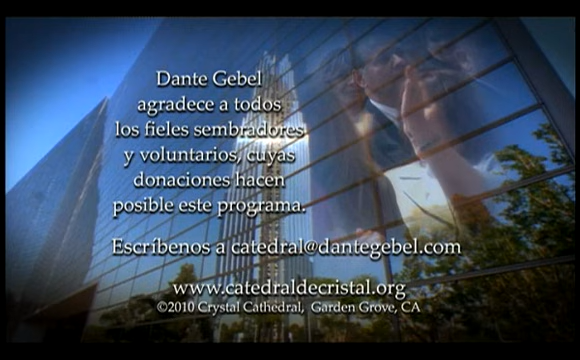 Dante Gebel
agradece a todos
los fieles sembradores
y voluntarios, cuyas
donaciones hacen
posible este programa.
Escríbenos a catedral@dantegebel.com
www.catedraldecristal.org
©2010 Crystal Cathedral, Garden Grove, CA